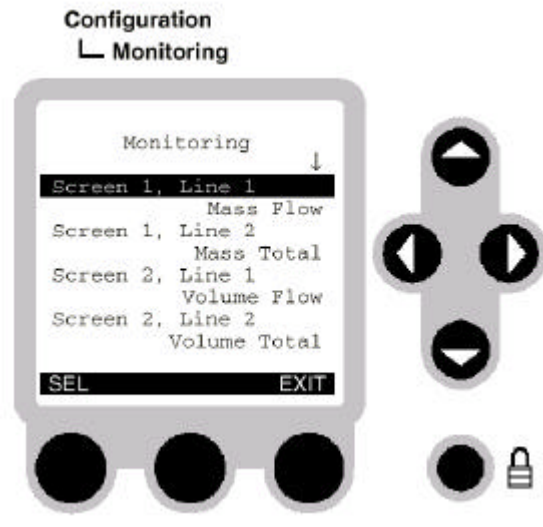 Configuration
Monitoring
Monitoring
↓
Screen 1, Line 1
Mass Flow
Screen 1, Line 2
Mass Total
Screen 2, Line 1
Volume Flow
Screen 2, Line 2
Volume Total
SEL EXIT